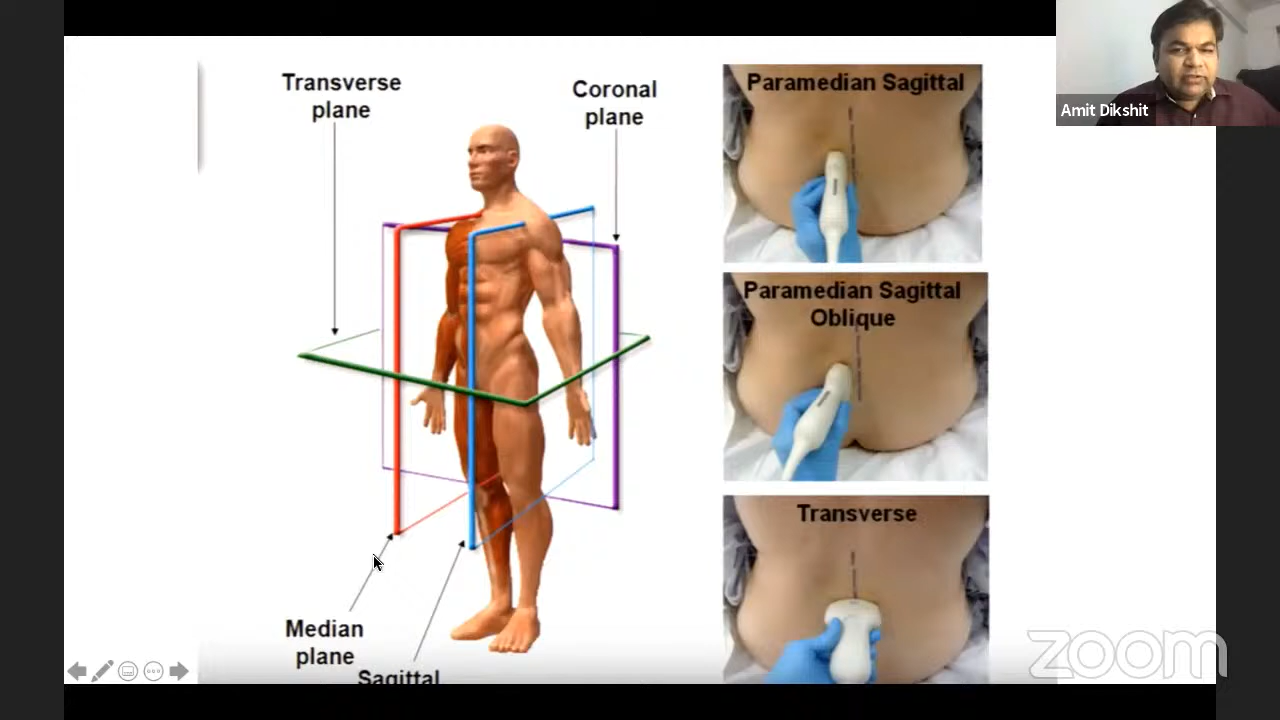 Transverse
plane
Coronal
plane
Median
plane
Sagittal
Paramedian Sagittal
Paramedian Sagittal
Oblique
Transverse
Amit Dikshit
zoom